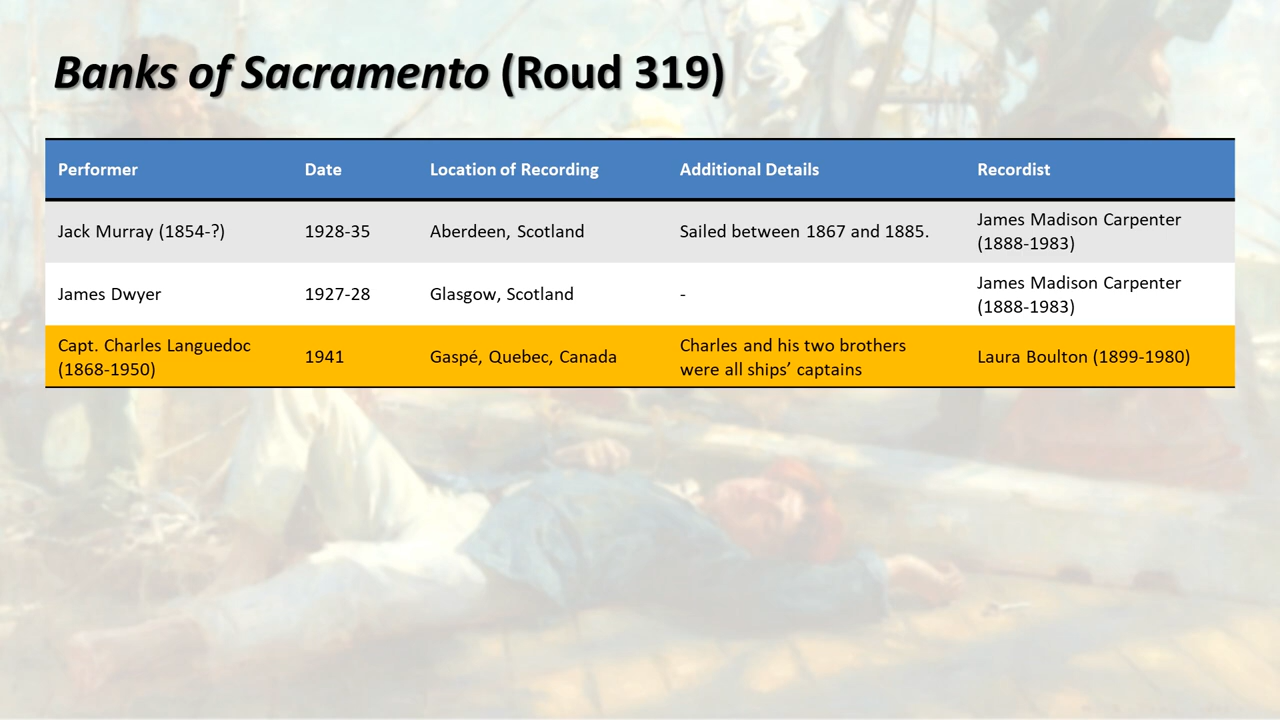 Banks of Sacramento (Roud 319)
Performer Date Location of Recording Additional Details Recordist
Jack Murray (1854-?) 1928-35 Aberdeen, Scotland Sailed between 1867 and 1885. James Madison Carpenter
(1888-1983)
James Dwyer 1927-28 Glasgow, Scotland - James Madison Carpenter
(1888-1983)
Capt. Charles Languedoc
(1868-1950) 1941 Gaspé, Quebec, Canada Charles and his two brothers
were all ships’ captains Laura Boulton (1899-1980)